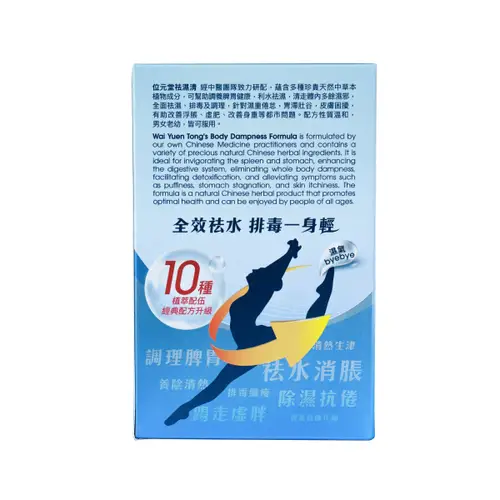 位元堂祛濕清 經中醫團隊致力研配，蘊含多種珍貴天然中草本
植物成分，可幫助調養脾胃健康，利水祛濕，清走體內多餘濕邪，
全面祛濕、排毒及調理，針對濕重倦怠、胃滯肚谷，皮膚困擾，
有助改善浮脹、虛肥、改善身重等都市問題。配方性質溫和，
男女老幼，皆可服用。
Wai Yuen Tong's Body Dampness Formula is formulated by
our own Chinese Medicine practitioners and contains a
variety of precious natural Chinese herbal ingredients. It is
ideal for invigorating the spleen and stomach, enhancing
the digestive system, eliminating whole body dampness,
facilitating detoxification, and alleviating symptoms such
as puffiness, stomach stagnation, and skin itchiness. The
formula is a natural Chinese herbal product that promotes
optimal health and can be enjoyed by people of all ages.
全效祛水 排毒一身輕
濕氣
byebye
10種
植萃配伍
經典配方升級
清熱生津
調理脾胃
祛水消脹
養陰清熱
除濕抗倦
趕走虛胖